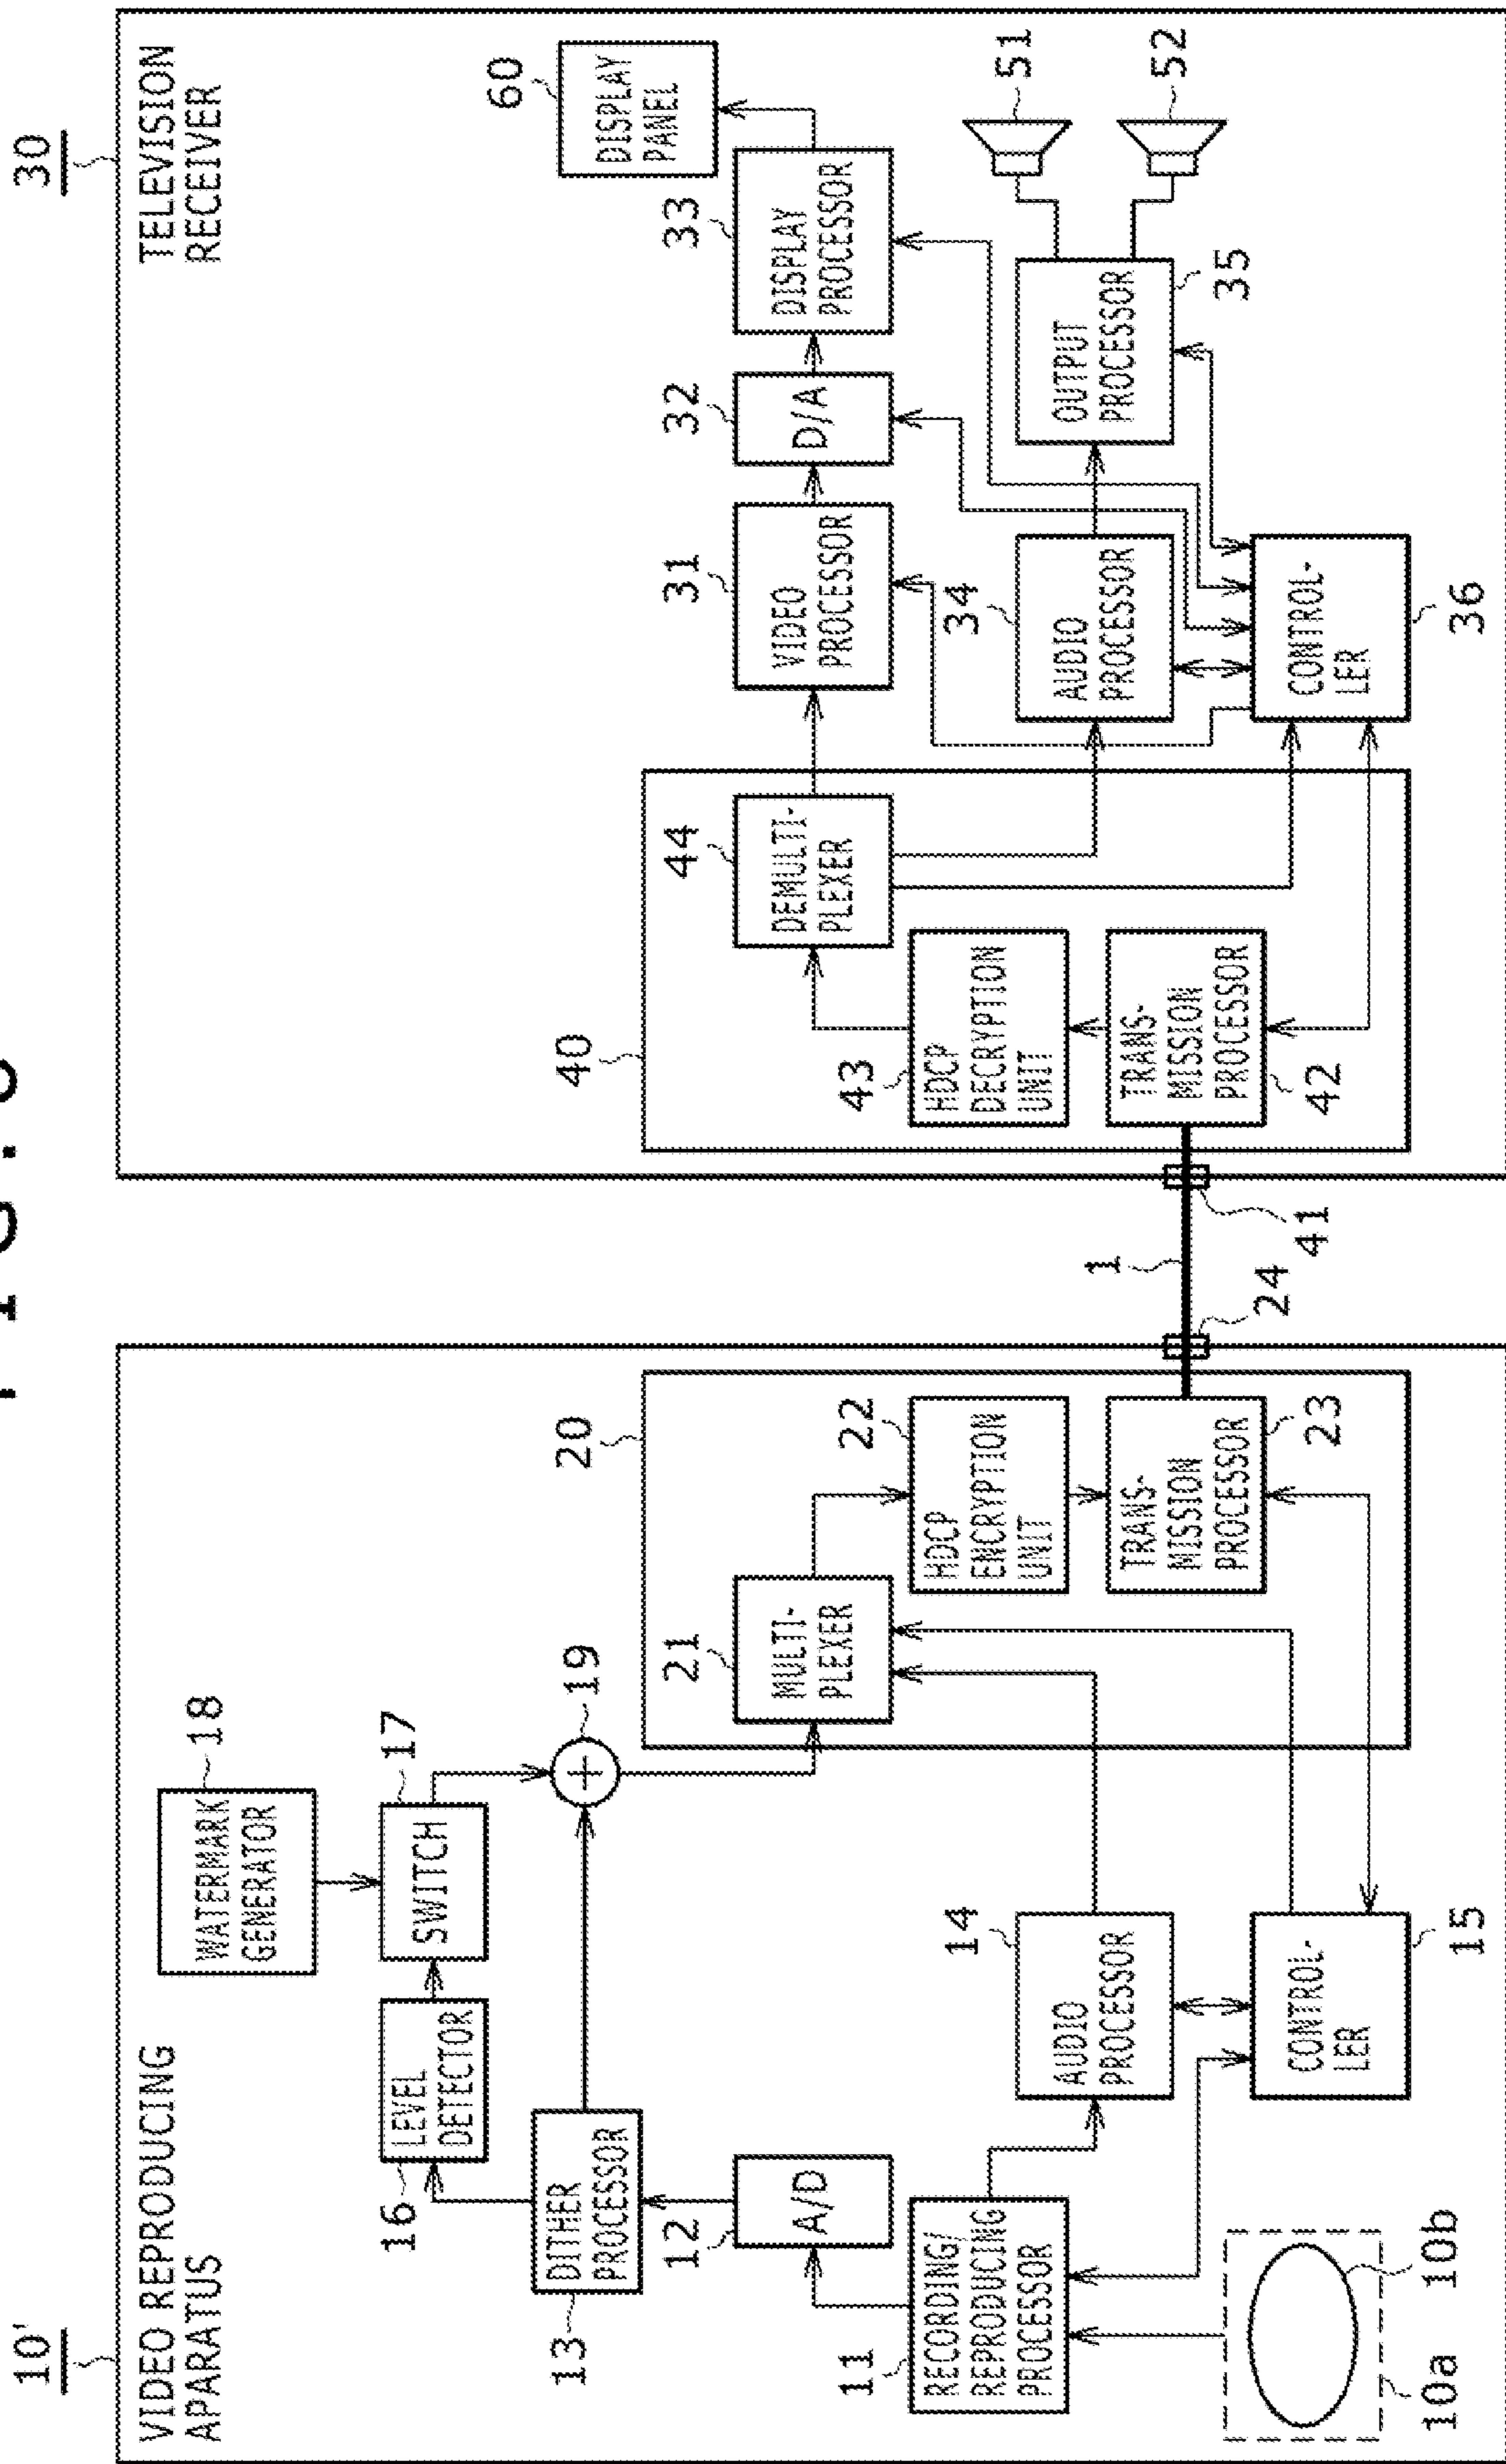 10'
VIDEO REPRODUCING
APARATUS
WATERMARK
GENERATOR
18
LEVEL
DETECTOR
16
SWITCH
17
DITHER
PROCESSOR
13
19
A/D
12
RECORDING/
REPRODUCING
PROCESSOR
11
AUDIO
PROCESSOR
14
CONTROL-
LER
15
10a
10b
20
MULTI-
PLEXER
21
HDCP
ENCRYPTION
UNIT
22
TRANS-
MISSION
PROCESSOR
23
24
1
41
30
TELEVISION
RECEIVER
40
HDCP
DECRYPTION
UNIT
43
TRANS-
MISSION
PROCESSOR
42
DEMULTI-
PLEXER
44
VIDEO
PROCESSOR
31
D/A
32
DISPLAY
PROCESSOR
33
DISPLAY
PANEL
60
AUDIO
PROCESSOR
34
OUTPUT
PROCESSOR
35
CONTROL-
LER
36
51
52